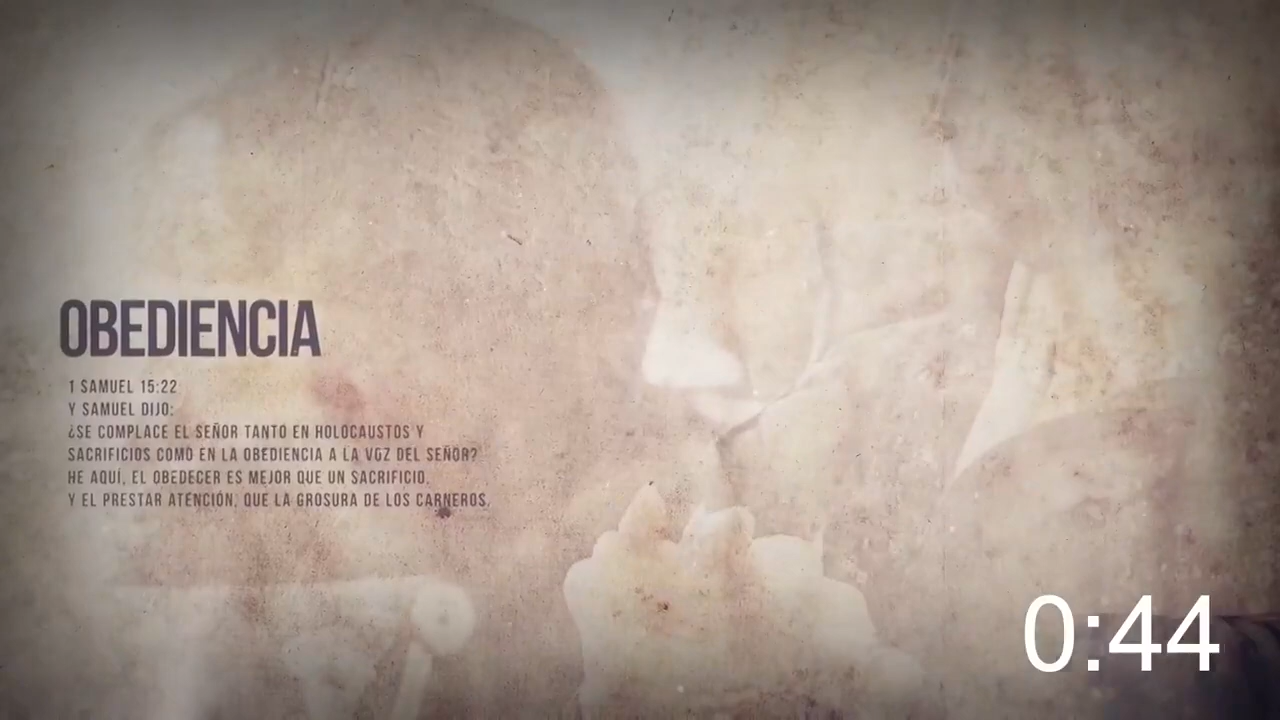 OBEDIENCIA
1 SAMUEL 15:22
Y SAMUEL DIJO:
¿SE COMPLACE EL SEÑOR TANTO EN HOLOCAUSTOS Y
SACRIFICIOS COMO EN LA OBEDIENCIA A LA VOZ DEL SEÑOR?
HE AQUÍ, EL OBEDECER ES MEJOR QUE UN SACRIFICIO,
Y EL PRESTAR ATENCIÓN, QUE LA GROSURA DE LOS CARNEROS.
0:44